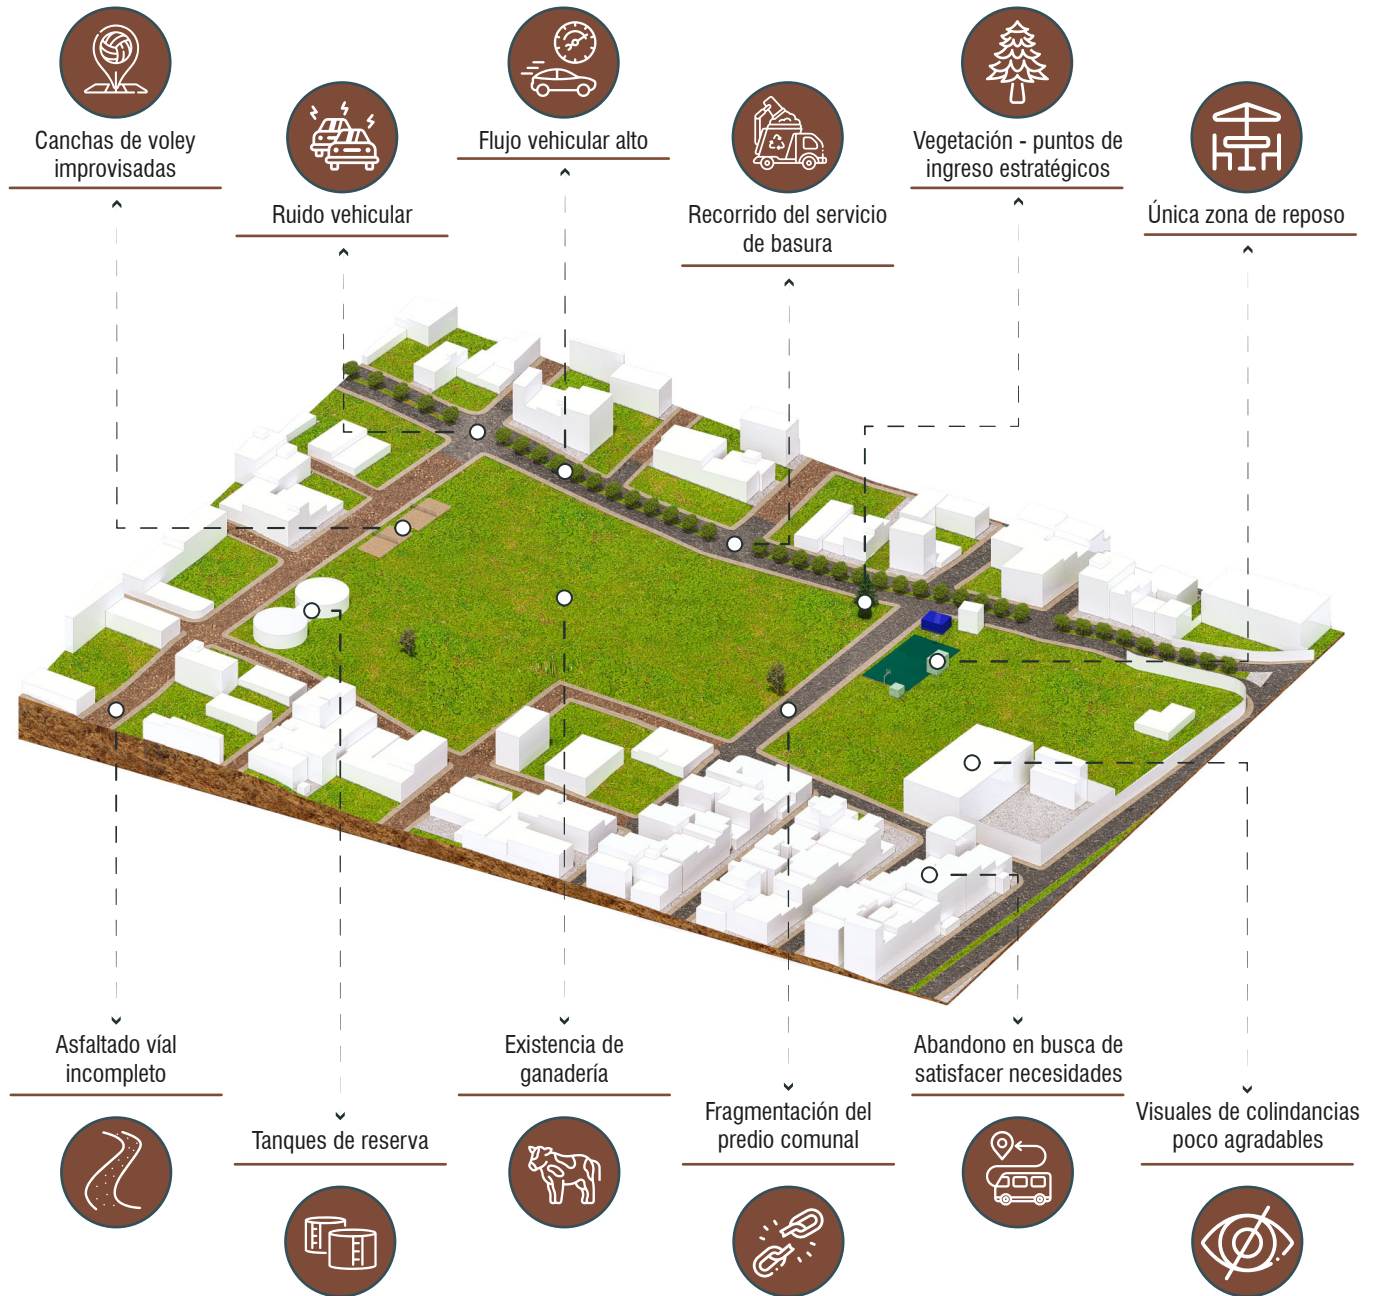 Canchas de voley
improvisadas
Ruido vehicular
Flujo vehicular alto
Recorrido del servicio
de basura
Vegetación - puntos de
ingreso estratégicos
Única zona de reposo
Asfaltado víal
incompleto
Tanques de reserva
Existencia de
ganadería
Fragmentación del
predio comunal
Abandono en busca de
satisfacer necesidades
Visuales de colindancias
poco agradables